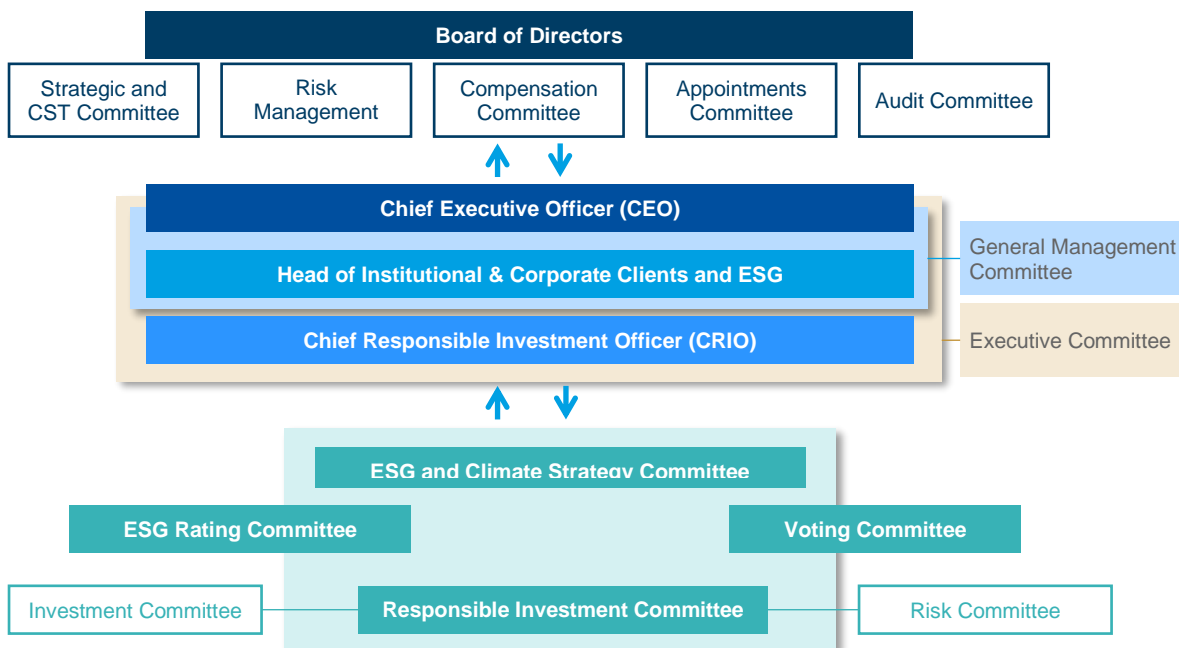 Board of Directors
Strategic and
CST Committee
Risk
Management
Compensation
Committee
Appointments
Committee
Audit Committee
Chief Executive Officer (CEO)
Head of Institutional & Corporate Clients and ESG
General Management
Committee
Chief Responsible Investment Officer (CRIO)
Executive Committee
ESG and Climate Strategy Committee
ESG Rating Committee
Voting Committee
Investment Committee
Responsible Investment Committee
Risk Committee